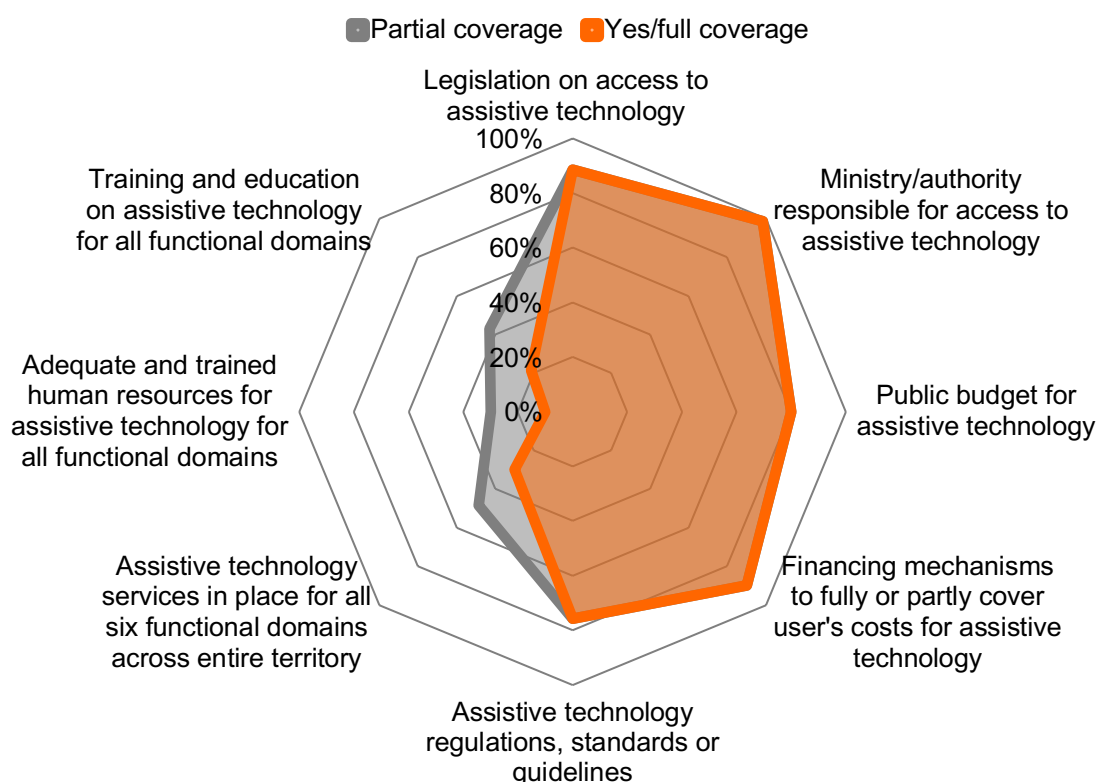 Partial coverage
Yes/full coverage
Legislation on access to
assistive technology
100%
80%
60%
40%
20%
0%
Ministry/authority
responsible for access to
assistive technology
Public budget for
assistive technology
Financing mechanisms
to fully or partly cover
user's costs for assistive
technology
Assistive technology
regulations, standards or
guidelines
Assistive technology
services in place for all
six functional domains
across entire territory
Adequate and trained
human resources for
assistive technology for
all functional domains
Training and education
on assistive technology
for all functional domains